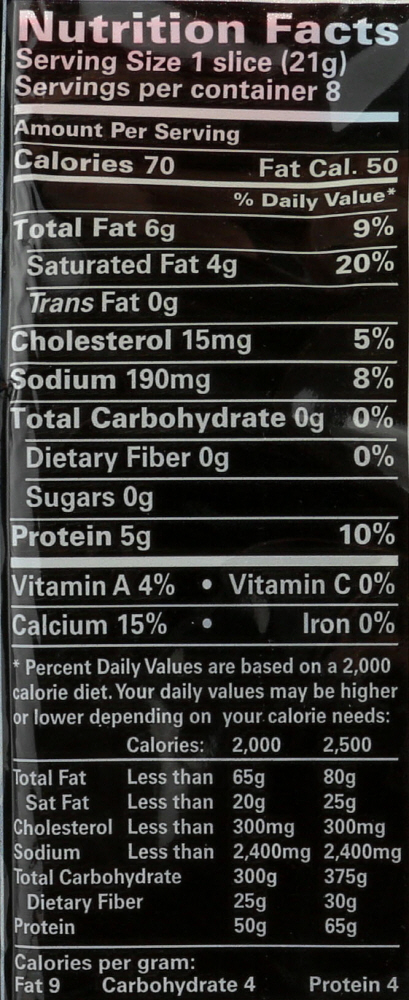 Nutrition Facts
Serving Size 1 slice (21g)
Servings per container 8
Amount Per Serving
Calories 70 Fat Cal. 50
% Daily Value*
Total Fat 6g 9%
Saturated Fat 4g 20%
Trans Fat 0g
Cholesterol 15mg 5%
Sodium 190mg 8%
Total Carbohydrate 0g 0%
Dietary Fiber 0g 0%
Sugars 0g
Protein 5g 10%
Vitamin A 4% • Vitamin C 0%
Calcium 15% • Iron 0%
* Percent Daily Values are based on a 2,000
calorie diet. Your daily values may be higher
or lower depending on your calorie needs:
Calories: 2,000 2,500
Total Fat Less than 65g 80g
Sat Fat Less than 20g 25g
Cholesterol Less than 300mg 300mg
Sodium Less than 2,400mg 2,400mg
Total Carbohydrate 300g 375g
Dietary Fiber 25g 30g
Protein 50g 65g
Calories per gram:
Fat 9 Carbohydrate 4 Protein 4